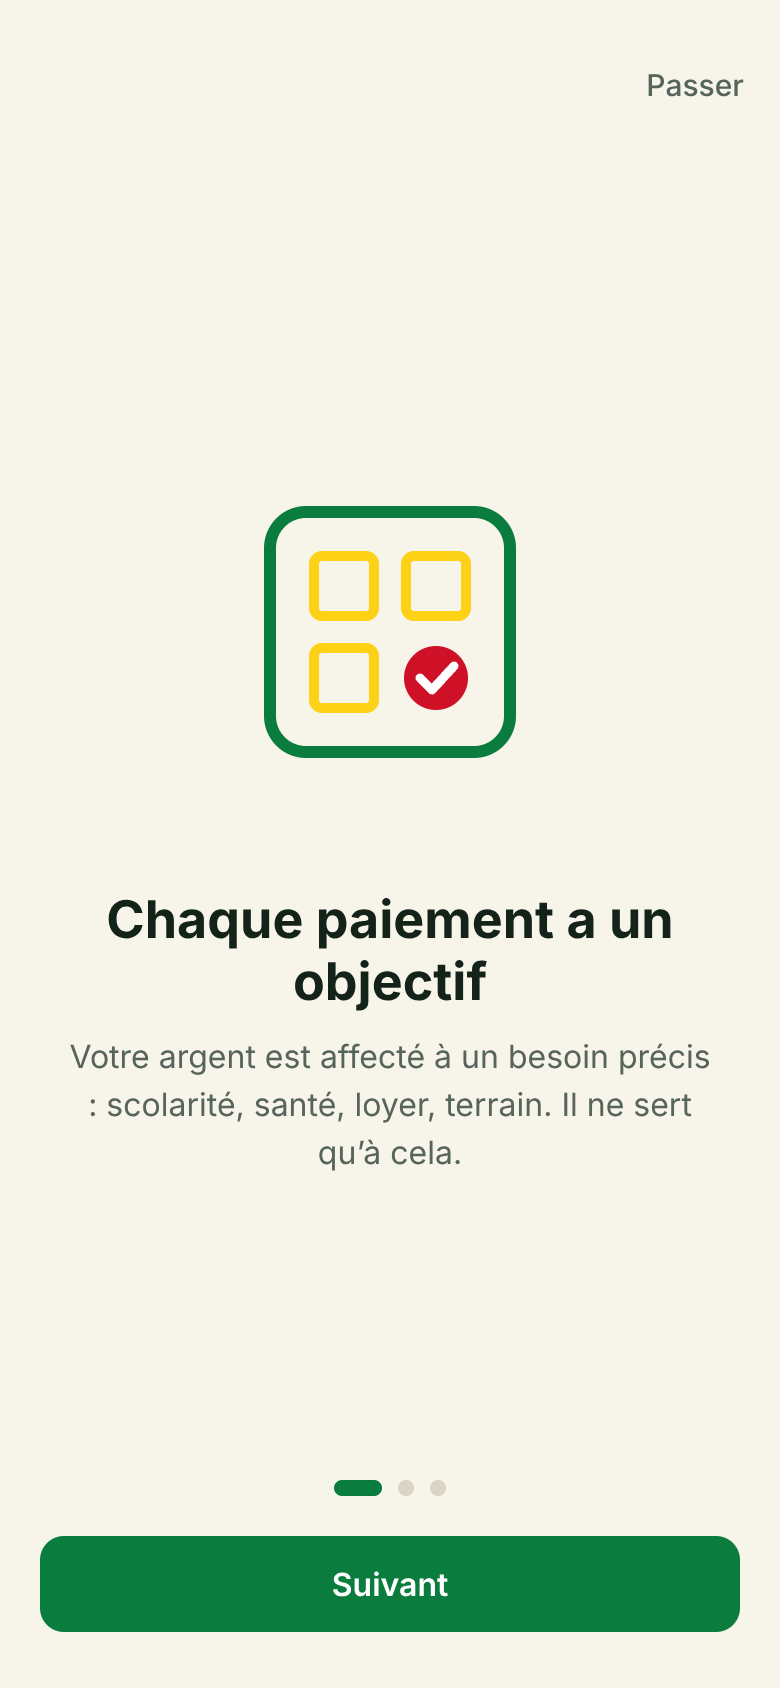 Passer
Chaque paiement a un
objectif
Votre argent est affecté à un besoin précis
: scolarité, santé, loyer, terrain. Il ne sert
qu’à cela.
Suivant